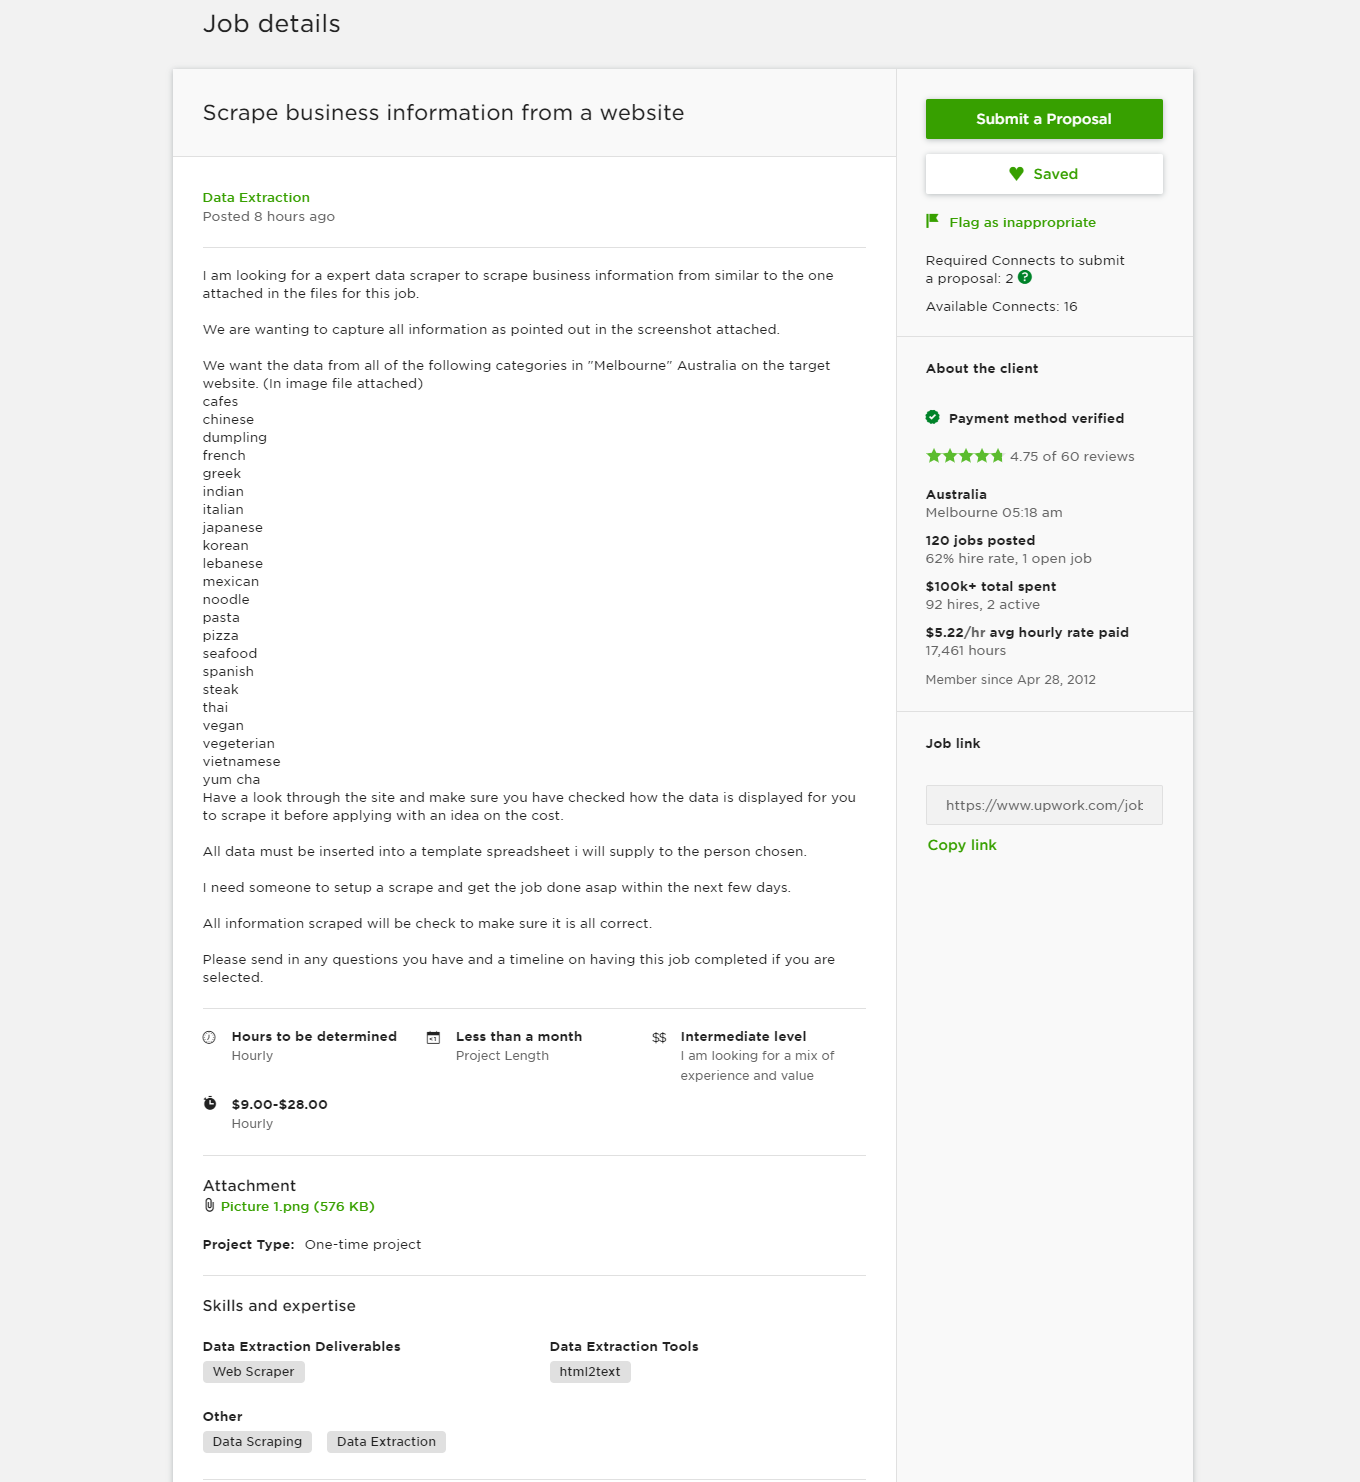 Job details
Scrape business information from a website
Data Extraction
Posted 8 hours ago
I am looking for a expert data scraper to scrape business information from similar to the one
attached in the files for this job.
We are wanting to capture all information as pointed out in the screenshot attached.
We want the data from all of the following categories in "Melbourne" Australia on the target
website. (In image file attached)
cafes
chinese
dumpling
french
greek
indian
italian
japanese
korean
lebanese
mexican
noodle
pasta
pizza
seafood
spanish
steak
thai
vegan
vegeterian
vietnamese
yum cha
Have a look through the site and make sure you have checked how the data is displayed for you
to scrape it before applying with an idea on the cost.
All data must be inserted into a template spreadsheet i will supply to the person chosen.
I need someone to setup a scrape and get the job done asap within the next few days.
All information scraped will be check to make sure it is all correct.
Please send in any questions you have and a timeline on having this job completed if you are
selected.
Hours to be determined
Hourly
Less than a month
Project Length
$$ Intermediate level
I am looking for a mix of
experience and value
$9.00-$28.00
Hourly
Attachment
Picture 1.png (576 KB)
Project Type: One-time project
Skills and expertise
Data Extraction Deliverables
Web Scraper
Data Extraction Tools
html2text
Other
Data Scraping Data Extraction
Submit a Proposal
Saved
Flag as inappropriate
Required Connects to submit
a proposal: 2 ?
Available Connects: 16
About the client
Payment method verified
4.75 of 60 reviews
Australia
Melbourne 05:18 am
120 jobs posted
62% hire rate, 1 open job
$100k+ total spent
92 hires, 2 active
$5.22/hr avg hourly rate paid
17,461 hours
Member since Apr 28, 2012
Job link
https://www.upwork.com/job
Copy link